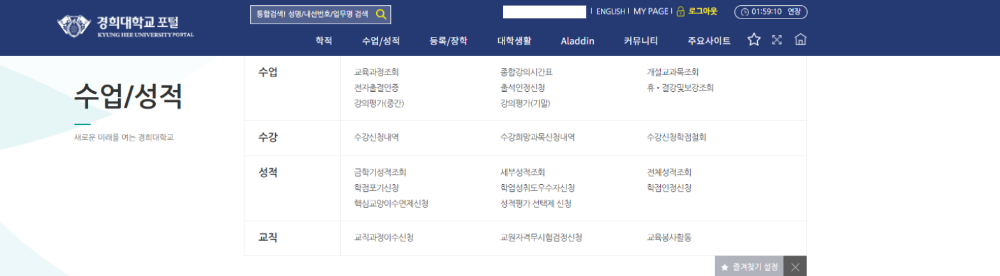 경희대학교 포털
KYUNG HEE UNIVERSITY PORTAL
통합검색! 성명/내선번호/업무명 검색
| ENGLISH | MY PAGE | 로그아웃 01:59:10 연장
학적 수업/성적 등록/장학 대학생활 Aladdin 커뮤니티 주요사이트
수업/성적
새로운 미래를 여는 경희대학교
수업 교육과정조회 종합강의시간표 개설교과목조회
전자출결인증 출석인정신청 휴·결강및보강조회
강의평가(중간) 강의평가(기말)
수강 수강신청내역 수강희망과목신청내역 수강신청학점철회
성적 금학기성적조회 세부성적조회 전체성적조회
학점포기신청 학업성취도우수자신청 학점인정신청
핵심교양이수면제신청 성적평가 선택제 신청
교직 교직과정이수신청 교원자격무시험검정신청 교육봉사활동
★ 즐겨찾기 설정